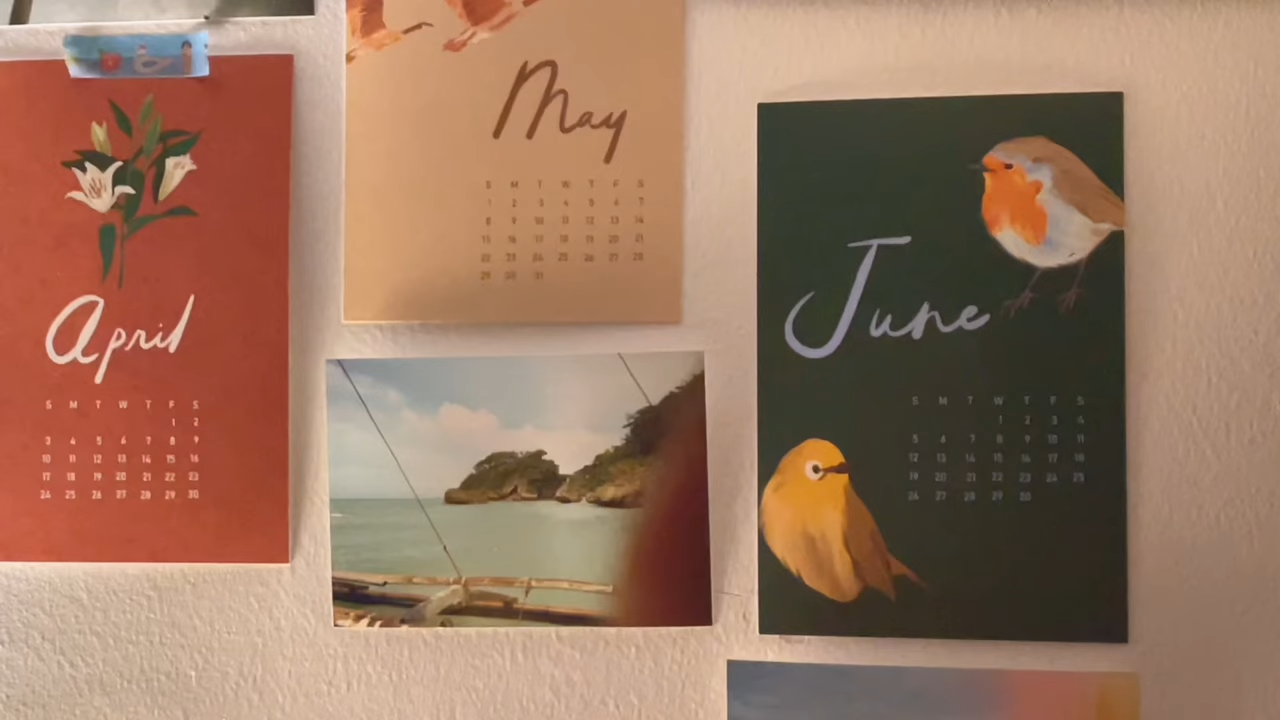 April
S M T W T F S
1 2
3 4 5 6 7 8 9
10 11 12 13 14 15 16
17 18 19 20 21 22 23
24 25 26 27 28 29 30
May
S M T W T F S
1 2 3 4 5 6 7
8 9 10 11 12 13 14
15 16 17 18 19 20 21
22 23 24 25 26 27 28
29 30 31
June
S M T W T F S
1 2 3 4
5 6 7 8 9 10 11
12 13 14 15 16 17 18
19 20 21 22 23 24 25
26 27 28 29 30